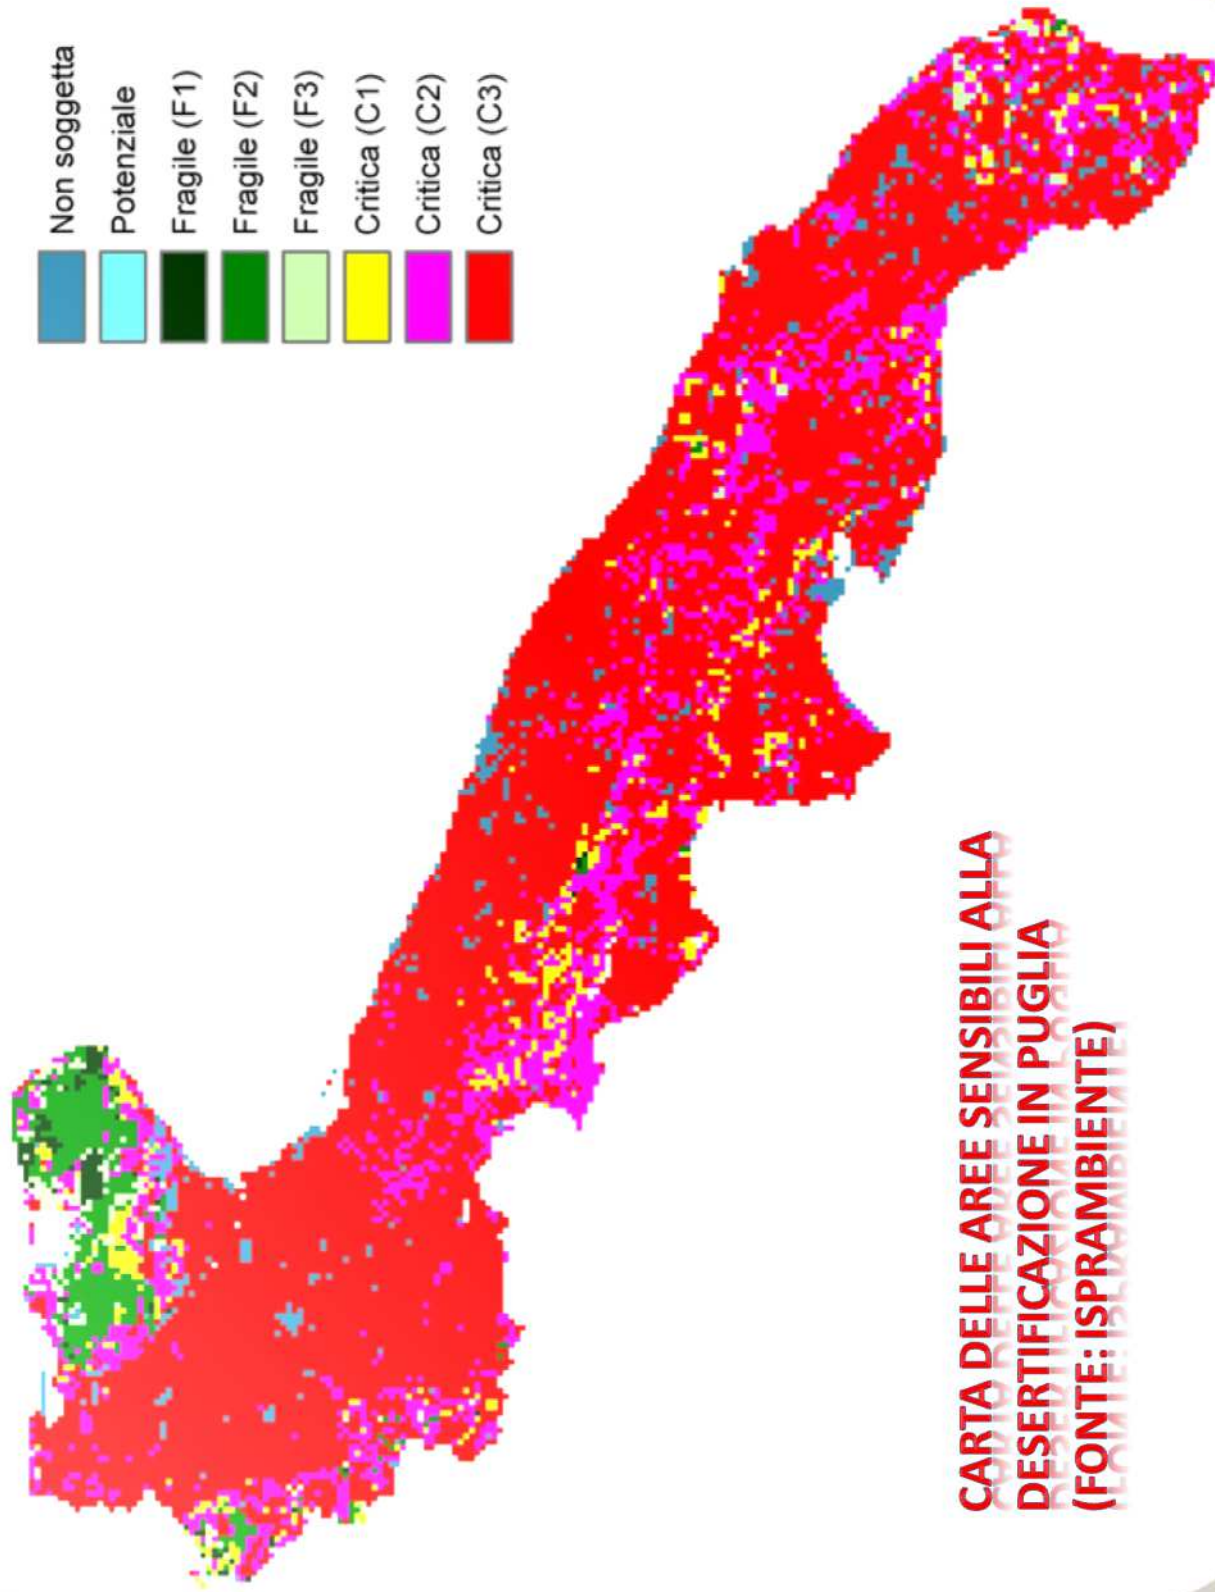 Non soggetta
Potenziale
Fragile (F1)
Fragile (F2)
Fragile (F3)
Critica (C1)
Critica (C2)
Critica (C3)
CARTA DELLE AREE SENSIBILI ALLA
DESERTIFICAZIONE IN PUGLIA
(FONTE: ISPRAMBIENTE)